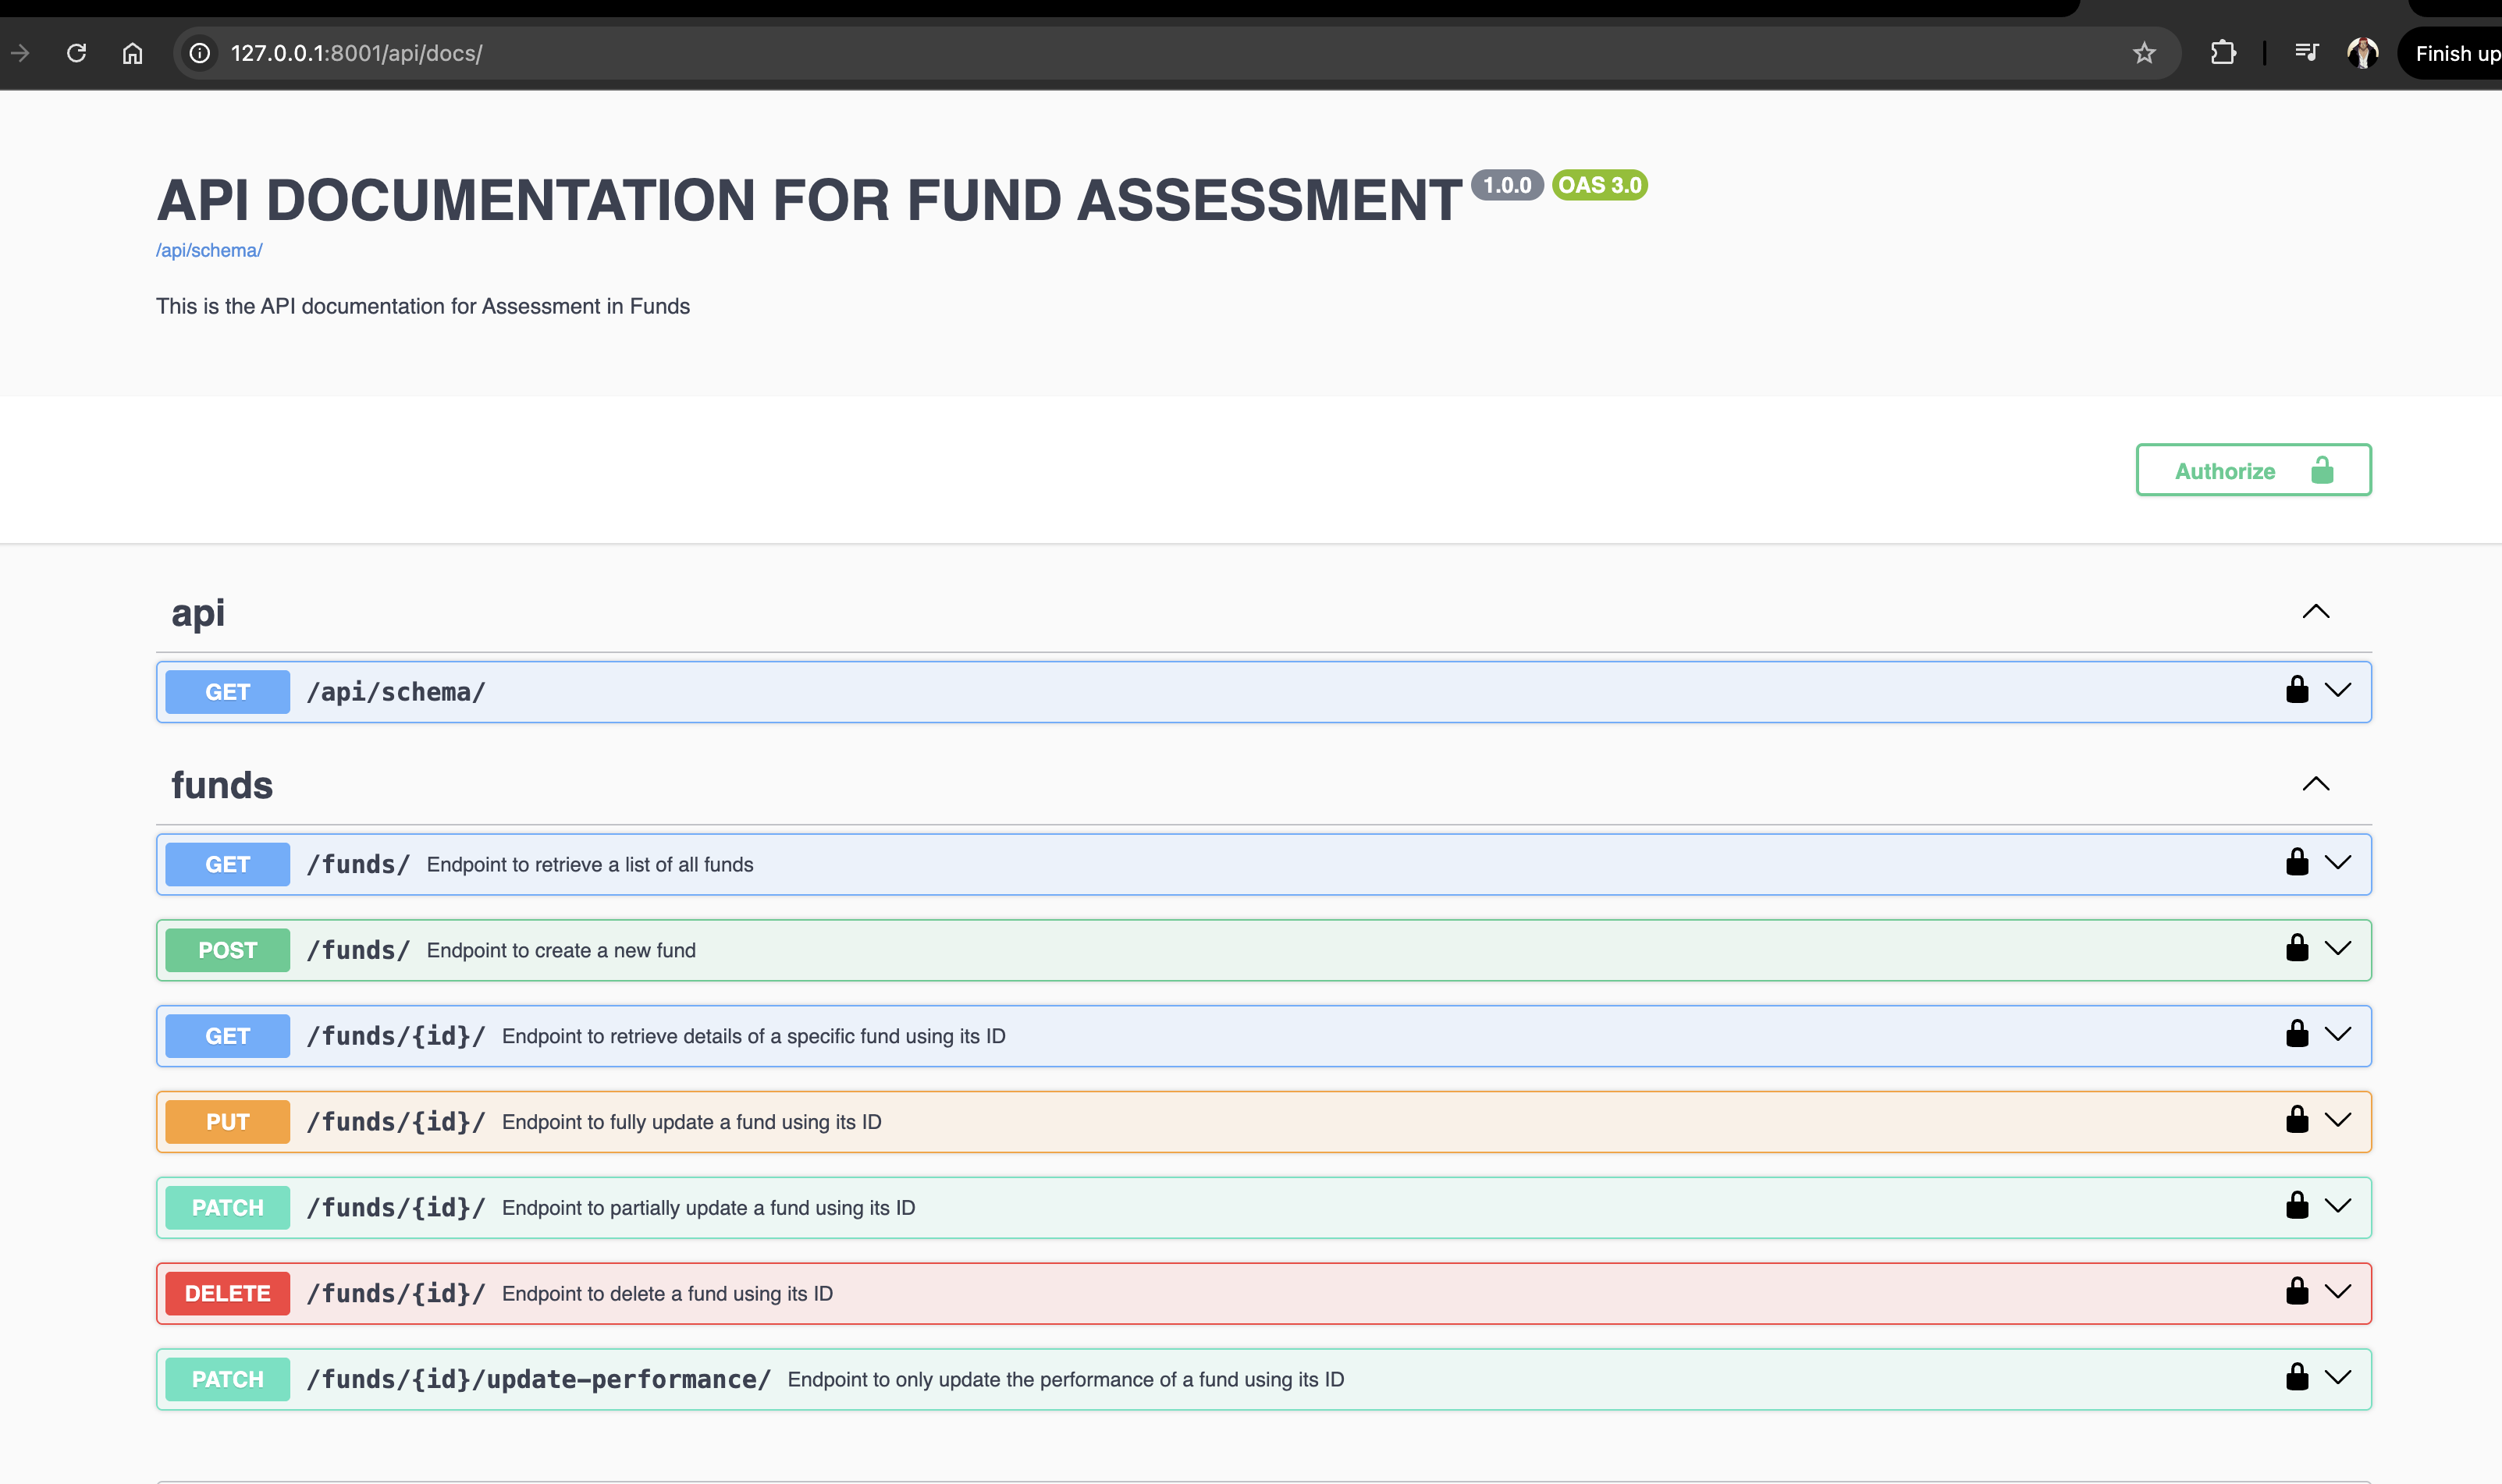 127.0.0.1:8001/api/docs/
Finish up
API DOCUMENTATION FOR FUND ASSESSMENT 1.0.0 OAS 3.0
/api/schema/
This is the API documentation for Assessment in Funds
Authorize
api
GET /api/schema/
funds
GET /funds/ Endpoint to retrieve a list of all funds
POST /funds/ Endpoint to create a new fund
GET /funds/{id}/ Endpoint to retrieve details of a specific fund using its ID
PUT /funds/{id}/ Endpoint to fully update a fund using its ID
PATCH /funds/{id}/ Endpoint to partially update a fund using its ID
DELETE /funds/{id}/ Endpoint to delete a fund using its ID
PATCH /funds/{id}/update-performance/ Endpoint to only update the performance of a fund using its ID